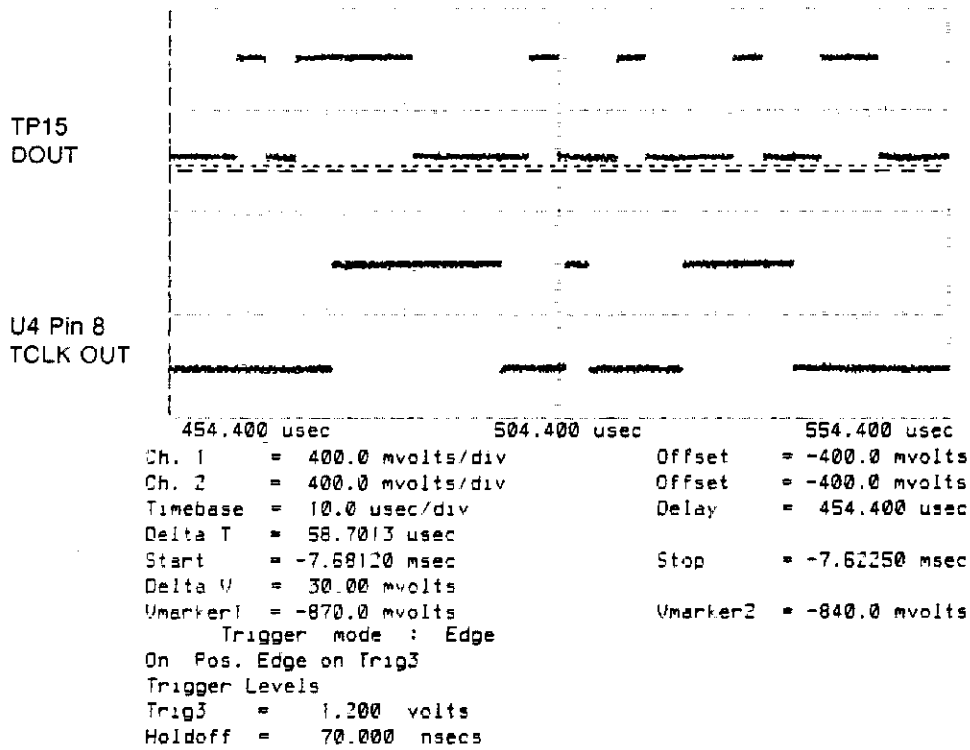 TP15
DOUT
U4 Pin 8
TCLK OUT
454.400 usec 504.400 usec 554.400 usec
Ch. 1 = 400.0 mvolts/div Offset = -400.0 mvolts
Ch. 2 = 400.0 mvolts/div Offset = -400.0 mvolts
Timebase = 10.0 usec/div Delay = 454.400 usec
Delta T = 58.7013 usec
Start = -7.68120 msec Stop = -7.62250 msec
Delta V = 30.00 mvolts
Vmarker1 = -870.0 mvolts Vmarker2 = -840.0 mvolts
Trigger mode : Edge
On Pos. Edge on Trig3
Trigger Levels
Trig3 = 1.200 volts
Holdoff = 70.000 nsecs